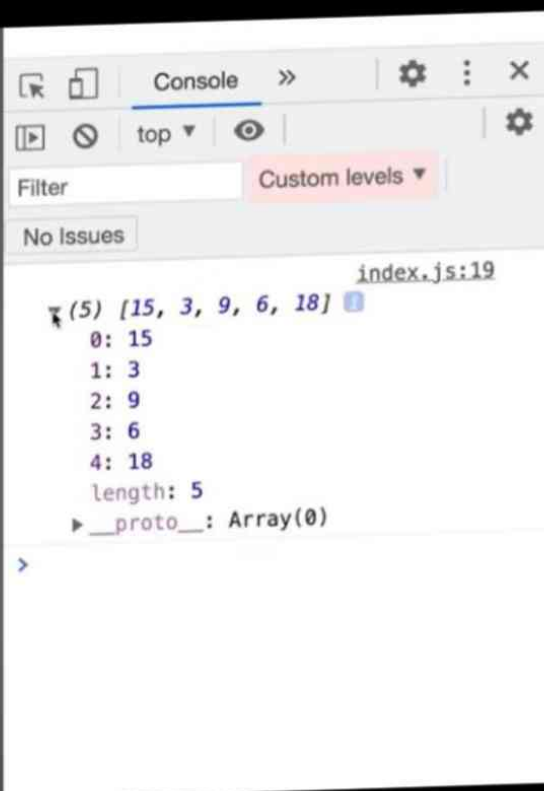 Console »
top ▼
Filter Custom levels ▼
No Issues
index.js:19
▼ (5) [15, 3, 9, 6, 18] i
0: 15
1: 3
2: 9
3: 6
4: 18
length: 5
▶ __proto__: Array(0)
>